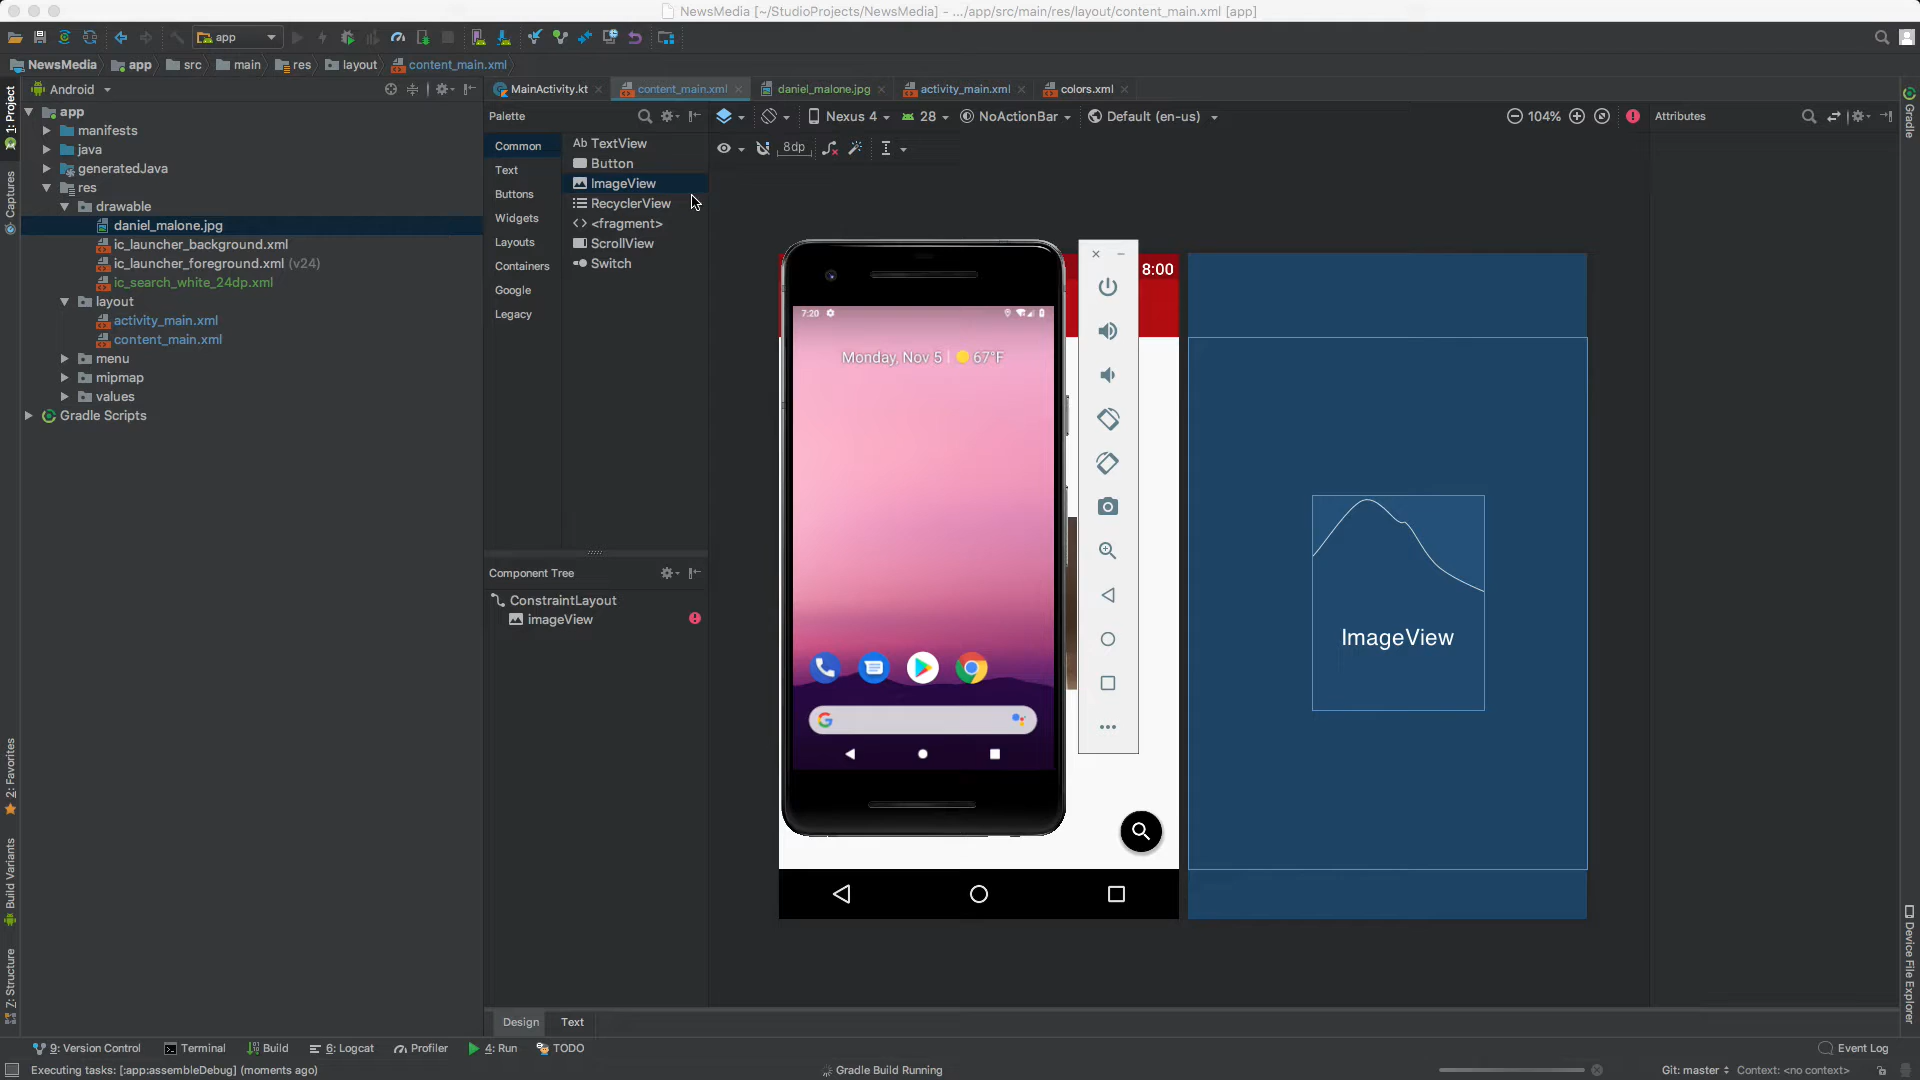 NewsMedia [~/StudioProjects/NewsMedia] - .../app/src/main/res/layout/content_main.xml [app]
app
NewsMedia
app
src
main
res
layout
content_main.xml
Android
MainActivity.kt
content_main.xml
daniel_malone.jpg
activity_main.xml
colors.xml
1: Project
Captures
2: Favorites
Build Variants
7: Structure
app
manifests
java
generatedJava
res
drawable
daniel_malone.jpg
ic_launcher_background.xml
ic_launcher_foreground.xml (v24)
ic_search_white_24dp.xml
layout
activity_main.xml
content_main.xml
menu
mipmap
values
Gradle Scripts
Palette
Common
Text
Buttons
Widgets
Layouts
Containers
Google
Legacy
Ab TextView
Button
ImageView
RecyclerView
<> <fragment>
ScrollView
Switch
Component Tree
ConstraintLayout
imageView
Nexus 4
28
NoActionBar
Default (en-us)
104%
8dp
Attributes
8:00
7:20
Monday, Nov 5 | 67°F
ImageView
Gradle
Device File Explorer
Design
Text
9: Version Control
Terminal
Build
6: Logcat
Profiler
4: Run
TODO
Event Log
Executing tasks: [:app:assembleDebug] (moments ago)
Gradle Build Running
Git: master
Context: <no context>